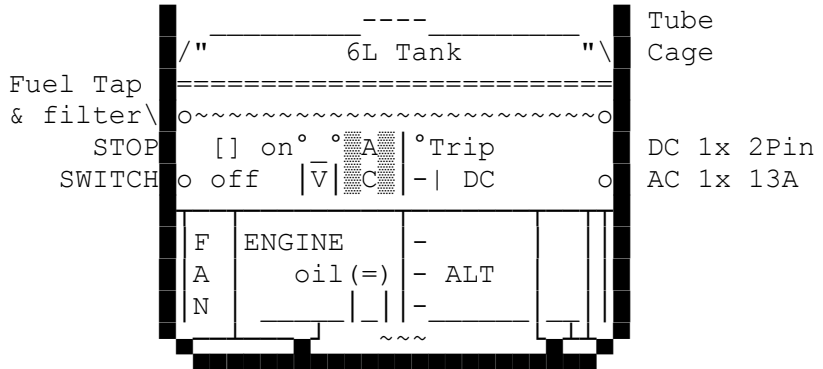 Tube
6L Tank Cage
Fuel Tap
& filter
STOP [] on° °A °Trip DC 1x 2Pin
SWITCH o off |V| C -| DC o AC 1x 13A
F ENGINE
A oil(=) ALT
N